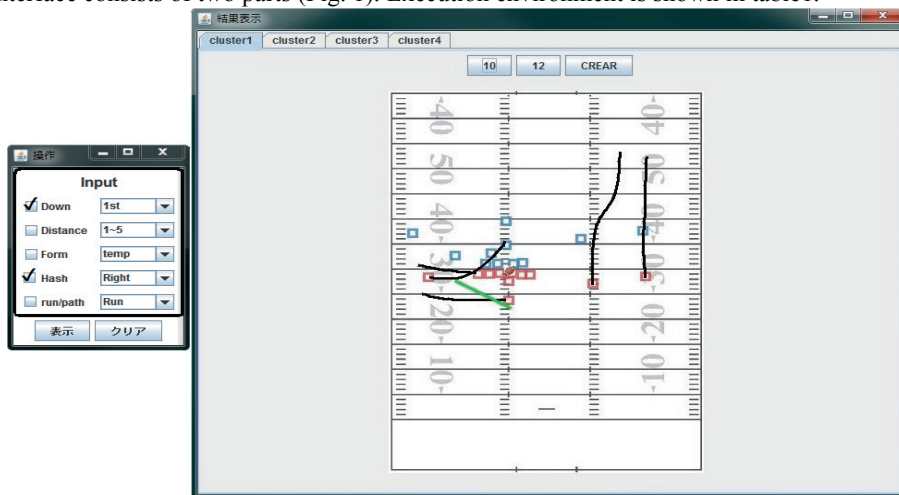 interface consists of two parts (Fig. 1). Execution environment is shown in table1.
結果表示
cluster1 cluster2 cluster3 cluster4
10 12 CREAR
操作
Input
Down 1st
Distance 1~5
Form temp
Hash Right
run/path Run
表示 クリア
40 40
50 50
40 40
30 30
20 20
10 10